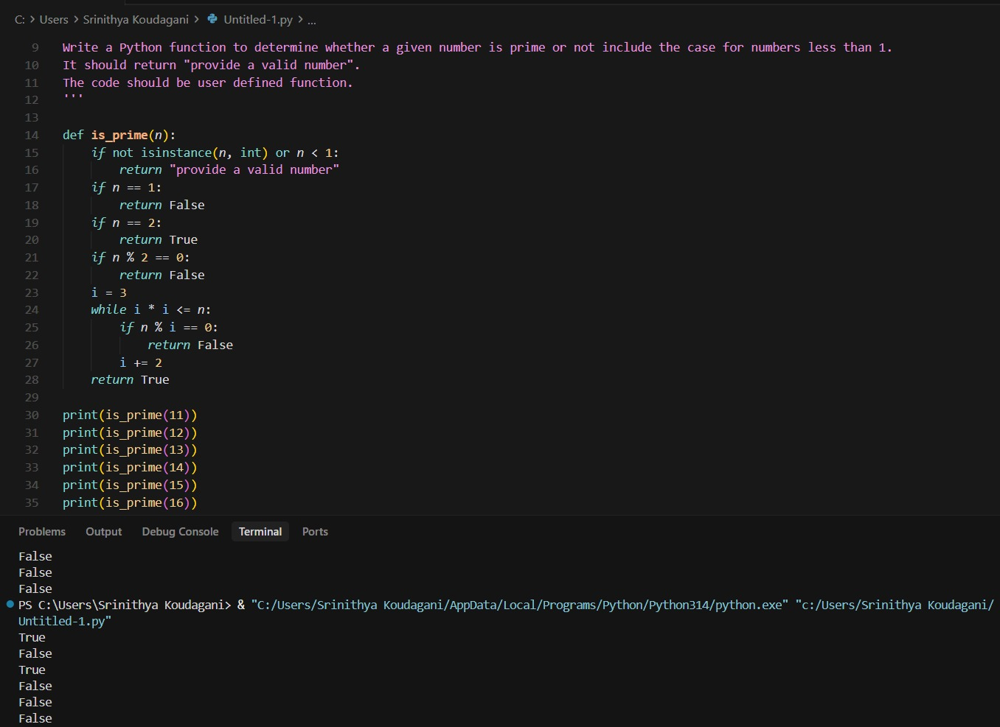 C: > Users > Srinithya Koudagani > Untitled-1.py > ...
9 Write a Python function to determine whether a given number is prime or not include the case for numbers less than 1.
10 It should return "provide a valid number".
11 The code should be user defined function.
12 '''
13
14 def is_prime(n):
15     if not isinstance(n, int) or n < 1:
16         return "provide a valid number"
17     if n == 1:
18         return False
19     if n == 2:
20         return True
21     if n % 2 == 0:
22         return False
23     i = 3
24     while i * i <= n:
25         if n % i == 0:
26             return False
27         i += 2
28     return True
29
30 print(is_prime(11))
31 print(is_prime(12))
32 print(is_prime(13))
33 print(is_prime(14))
34 print(is_prime(15))
35 print(is_prime(16))
Problems Output Debug Console Terminal Ports
False
False
False
PS C:\Users\Srinithya Koudagani> & "C:/Users/Srinithya Koudagani/AppData/Local/Programs/Python/Python314/python.exe" "c:/Users/Srinithya Koudagani/
Untitled-1.py"
True
False
True
False
False
False